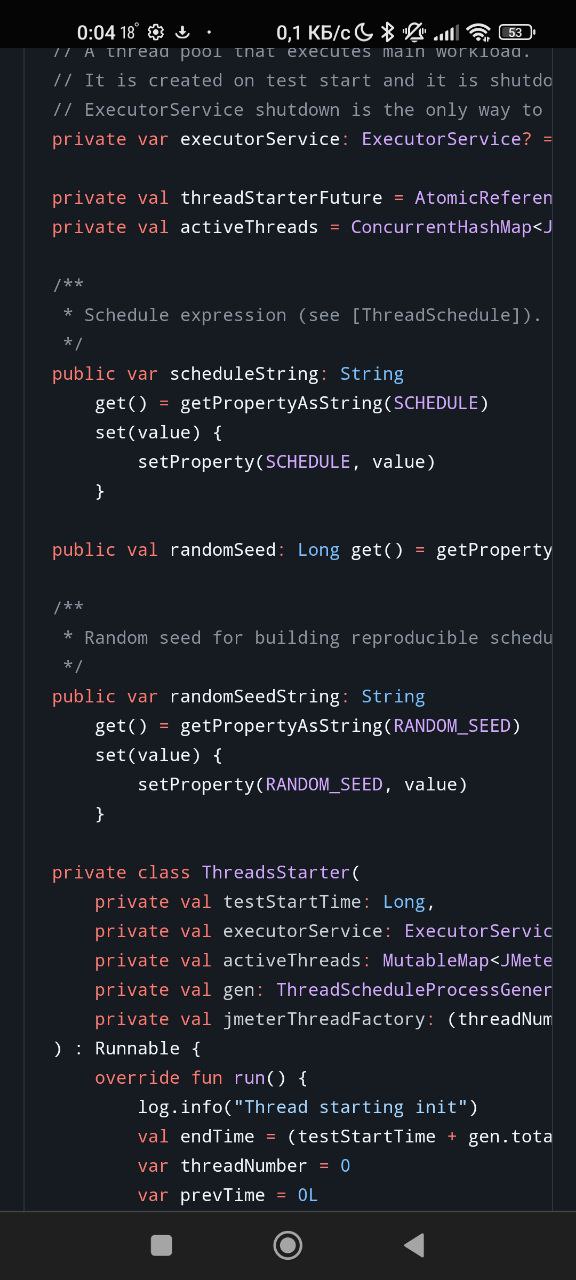 0:04 18° 0,1 КБ/с 53
// A thread pool that executes main workload.
// It is created on test start and it is shutdo
// ExecutorService shutdown is the only way to
private var executorService: ExecutorService? =
private val threadStarterFuture = AtomicReferen
private val activeThreads = ConcurrentHashMap<J
/**
* Schedule expression (see [ThreadSchedule]).
*/
public var scheduleString: String
get() = getPropertyAsString(SCHEDULE)
set(value) {
setProperty(SCHEDULE, value)
}
public val randomSeed: Long get() = getProperty
/**
* Random seed for building reproducible schedu
*/
public var randomSeedString: String
get() = getPropertyAsString(RANDOM_SEED)
set(value) {
setProperty(RANDOM_SEED, value)
}
private class ThreadsStarter(
private val testStartTime: Long,
private val executorService: ExecutorServic
private val activeThreads: MutableMap<JMete
private val gen: ThreadScheduleProcessGener
private val jmeterThreadFactory: (threadNum
) : Runnable {
override fun run() {
log.info("Thread starting init")
val endTime = (testStartTime + gen.tota
var threadNumber = 0
var prevTime = 0L